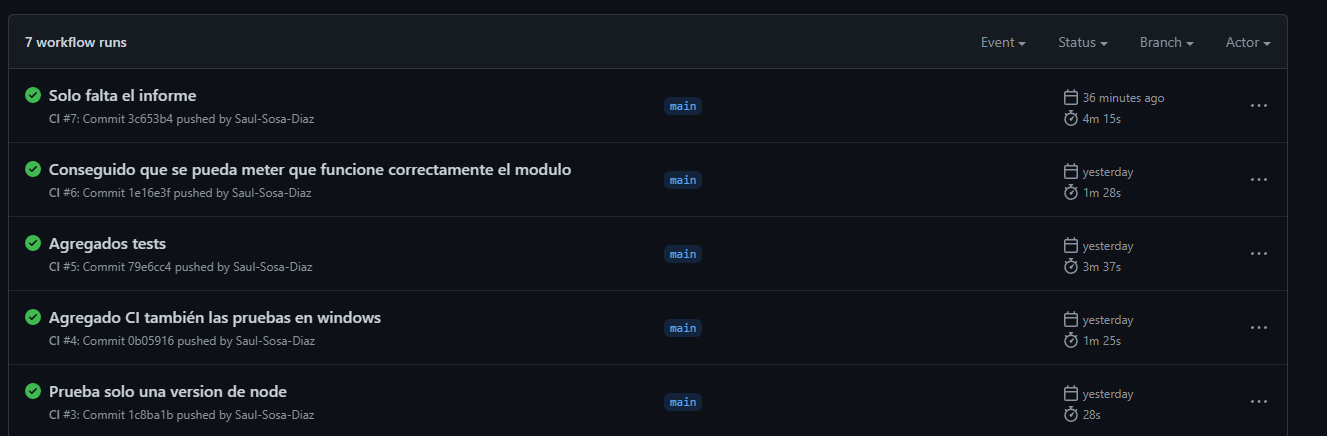 7 workflow runs
Event Status Branch Actor
Solo falta el informe
CI #7: Commit 3c653b4 pushed by Saul-Sosa-Diaz
main
36 minutes ago
4m 15s
Conseguido que se pueda meter que funcione correctamente el modulo
CI #6: Commit 1e16e3f pushed by Saul-Sosa-Diaz
main
yesterday
1m 28s
Agregados tests
CI #5: Commit 79e6cc4 pushed by Saul-Sosa-Diaz
main
yesterday
3m 37s
Agregado CI también las pruebas en windows
CI #4: Commit 0b05916 pushed by Saul-Sosa-Diaz
main
yesterday
1m 25s
Prueba solo una version de node
CI #3: Commit 1c8ba1b pushed by Saul-Sosa-Diaz
main
yesterday
28s